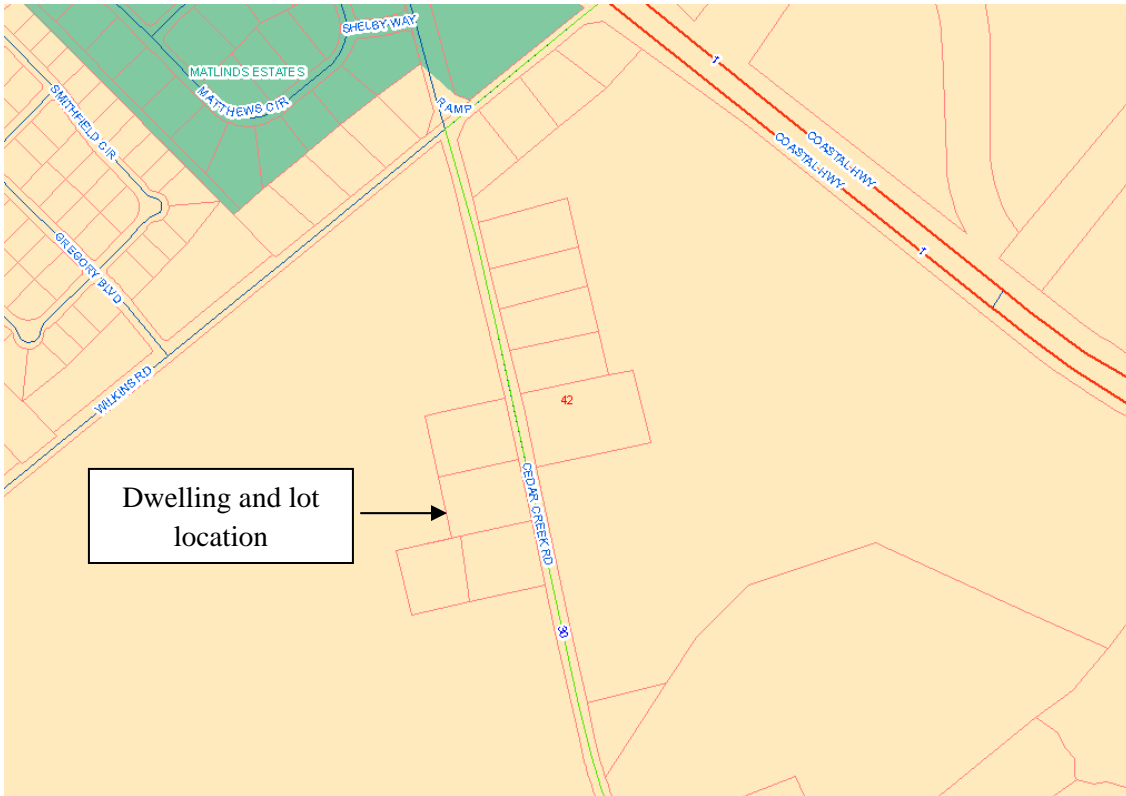 SHELBY WAY
MATLINDS ESTATES
MATTHEWS CIR
RAMP
SMITHFIELD CIR
GREGORY BLVD
WILKINS RD
1
COASTAL HWY
COASTAL HWY
1
42
Dwelling and lot
location
CEDAR CREEK RD
30